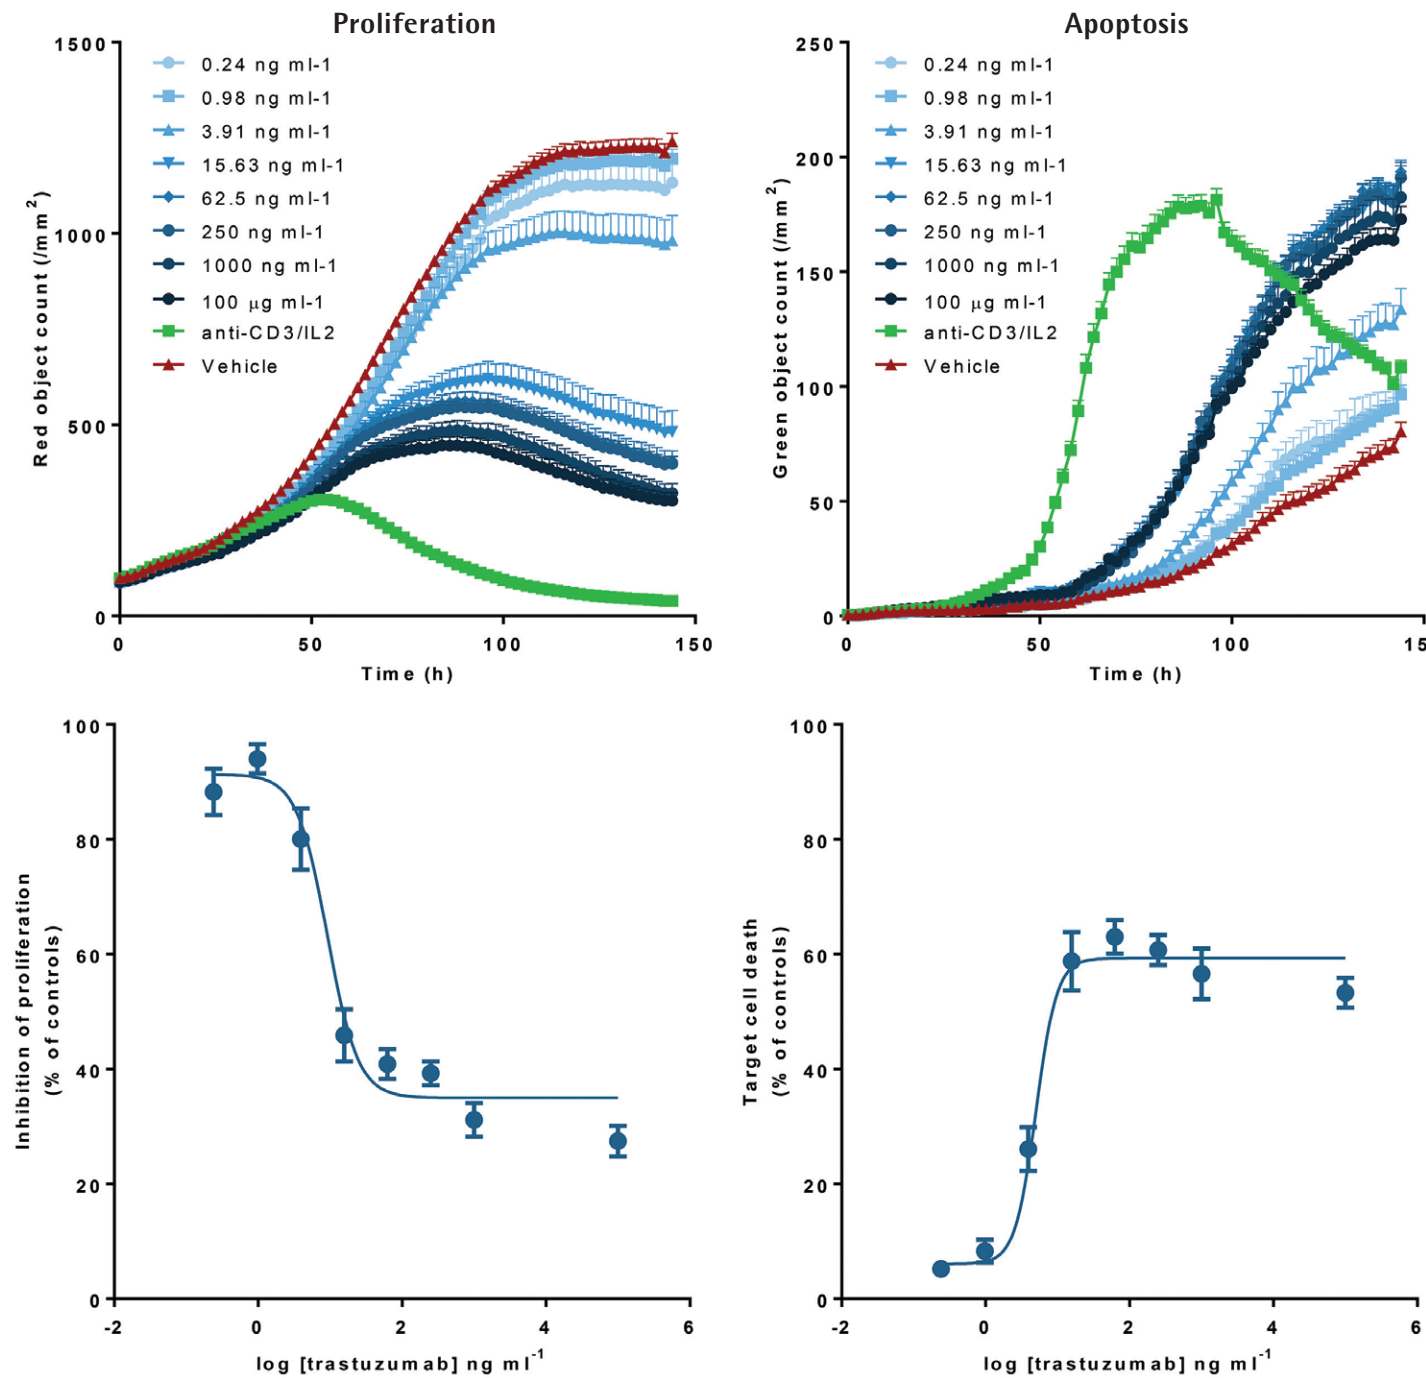 Proliferation
1500
1000
500
0
0
50
100
150
Red object count (/mm²)
Time (h)
0.24 ng ml-1
0.98 ng ml-1
3.91 ng ml-1
15.63 ng ml-1
62.5 ng ml-1
250 ng ml-1
1000 ng ml-1
100 µg ml-1
anti-CD3/IL2
Vehicle
Apoptosis
250
200
150
100
50
0
0
50
100
15
Green object count (/mm²)
Time (h)
0.24 ng ml-1
0.98 ng ml-1
3.91 ng ml-1
15.63 ng ml-1
62.5 ng ml-1
250 ng ml-1
1000 ng ml-1
100 µg ml-1
anti-CD3/IL2
Vehicle
100
80
60
40
20
0
-2
0
2
4
6
Inhibition of proliferation
(% of controls)
log [trastuzumab] ng ml⁻¹
100
80
60
40
20
0
-2
0
2
4
6
Target cell death
(% of controls)
log [trastuzumab] ng ml⁻¹